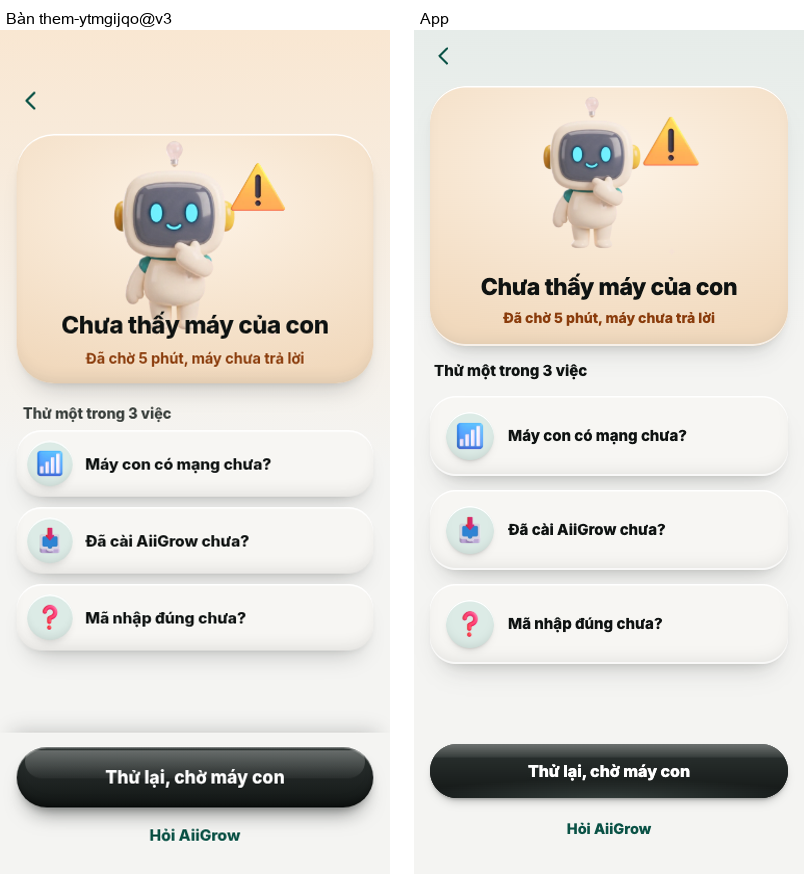 Bản them-ytmgijqo@v3
Chưa thấy máy của con
Đã chờ 5 phút, máy chưa trả lời
Thử một trong 3 việc
Máy con có mạng chưa?
Đã cài AiiGrow chưa?
Mã nhập đúng chưa?
Thử lại, chờ máy con
Hỏi AiiGrow
App
Chưa thấy máy của con
Đã chờ 5 phút, máy chưa trả lời
Thử một trong 3 việc
Máy con có mạng chưa?
Đã cài AiiGrow chưa?
Mã nhập đúng chưa?
Thử lại, chờ máy con
Hỏi AiiGrow